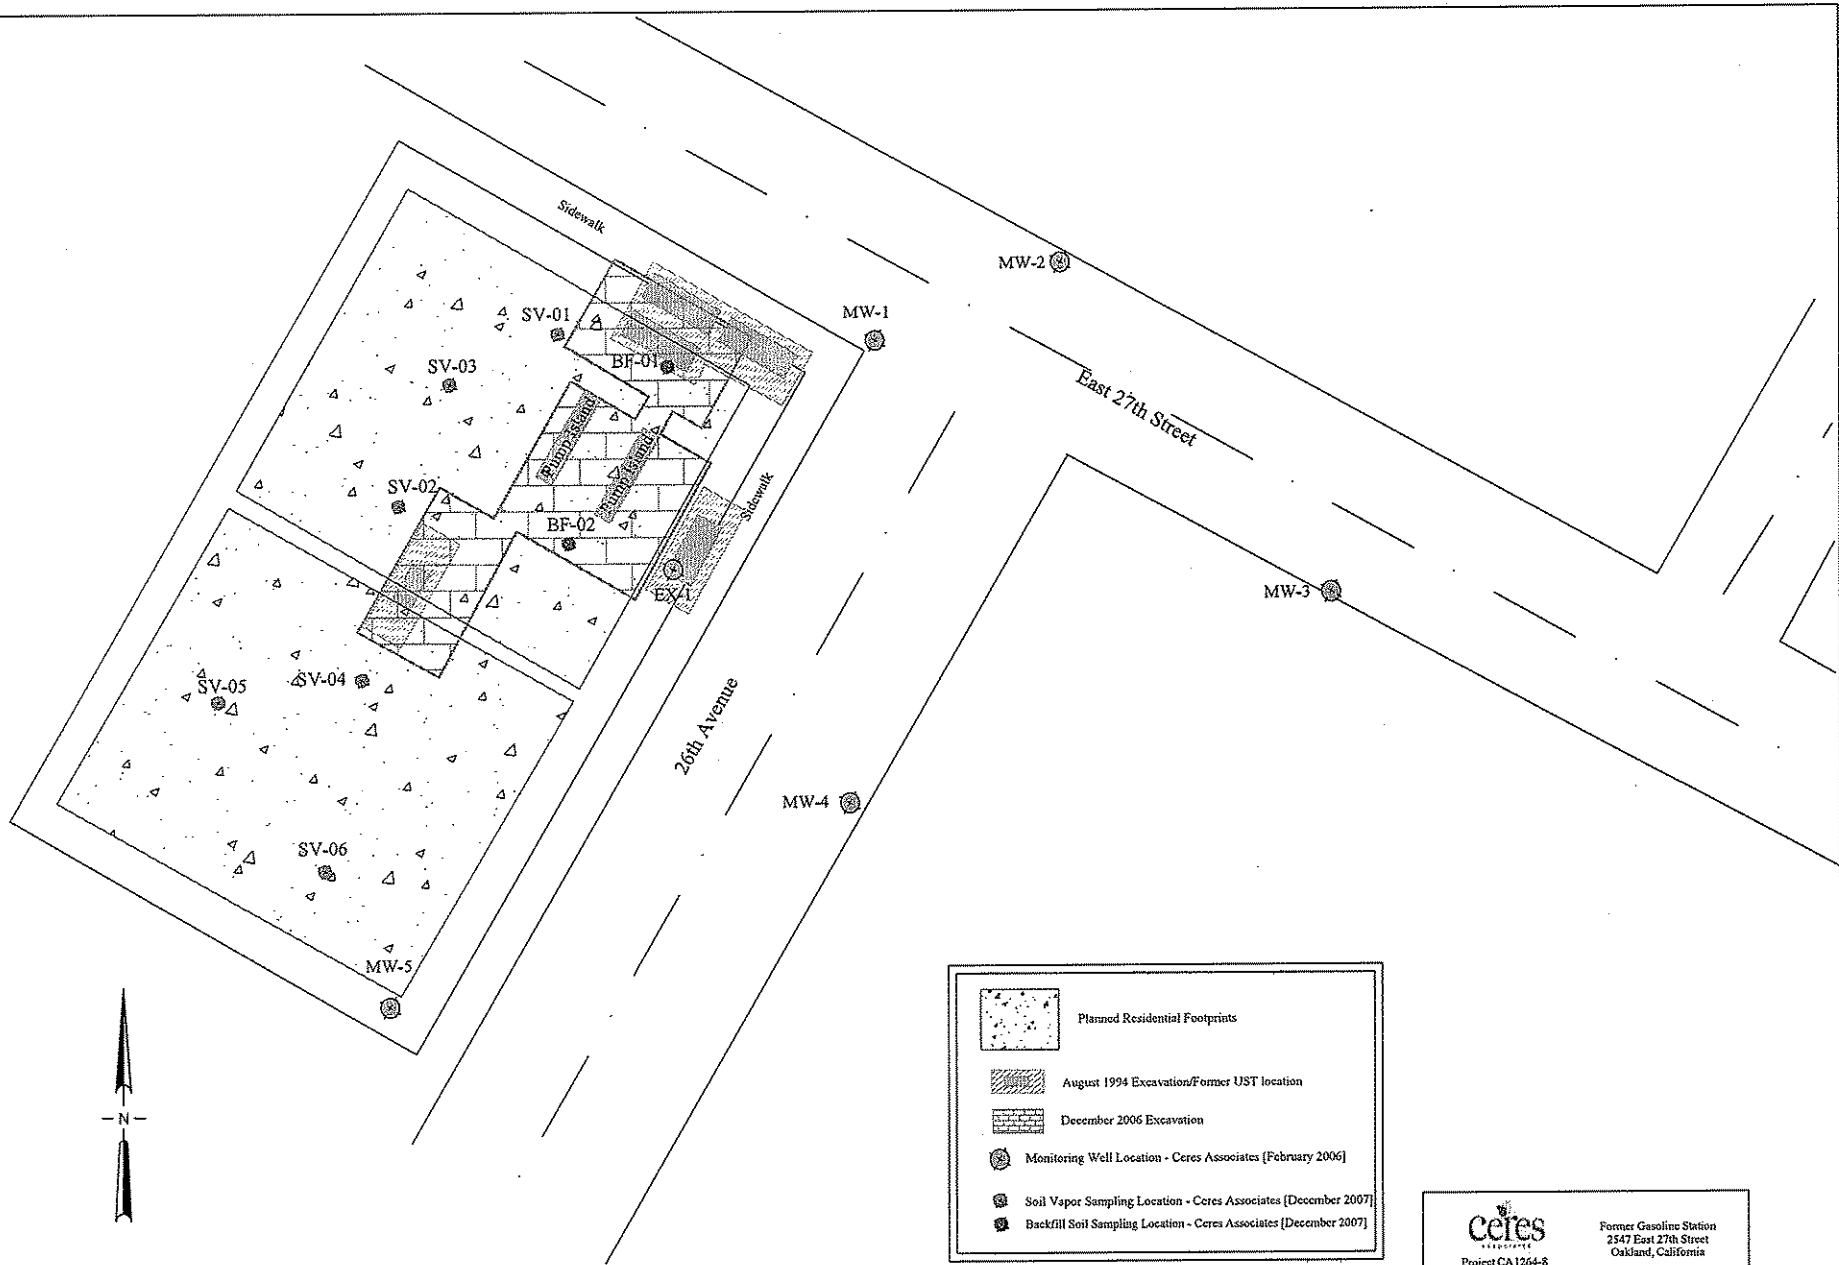 Sidewalk
MW-2
MW-1
SV-01
BF-01
SV-03
East 27th Street
Pump island
Pump island
SV-02
Sidewalk
BF-02
EX-1
MW-3
SV-05
SV-04
26th Avenue
MW-4
SV-06
MW-5
N
Planned Residential Footprints
August 1994 Excavation/Former UST location
December 2006 Excavation
Monitoring Well Location - Ceres Associates [February 2006]
Soil Vapor Sampling Location - Ceres Associates [December 2007]
Backfill Soil Sampling Location - Ceres Associates [December 2007]
ceres
associates
Project CA1264-8
Former Gasoline Station
2547 East 27th Street
Oakland, California